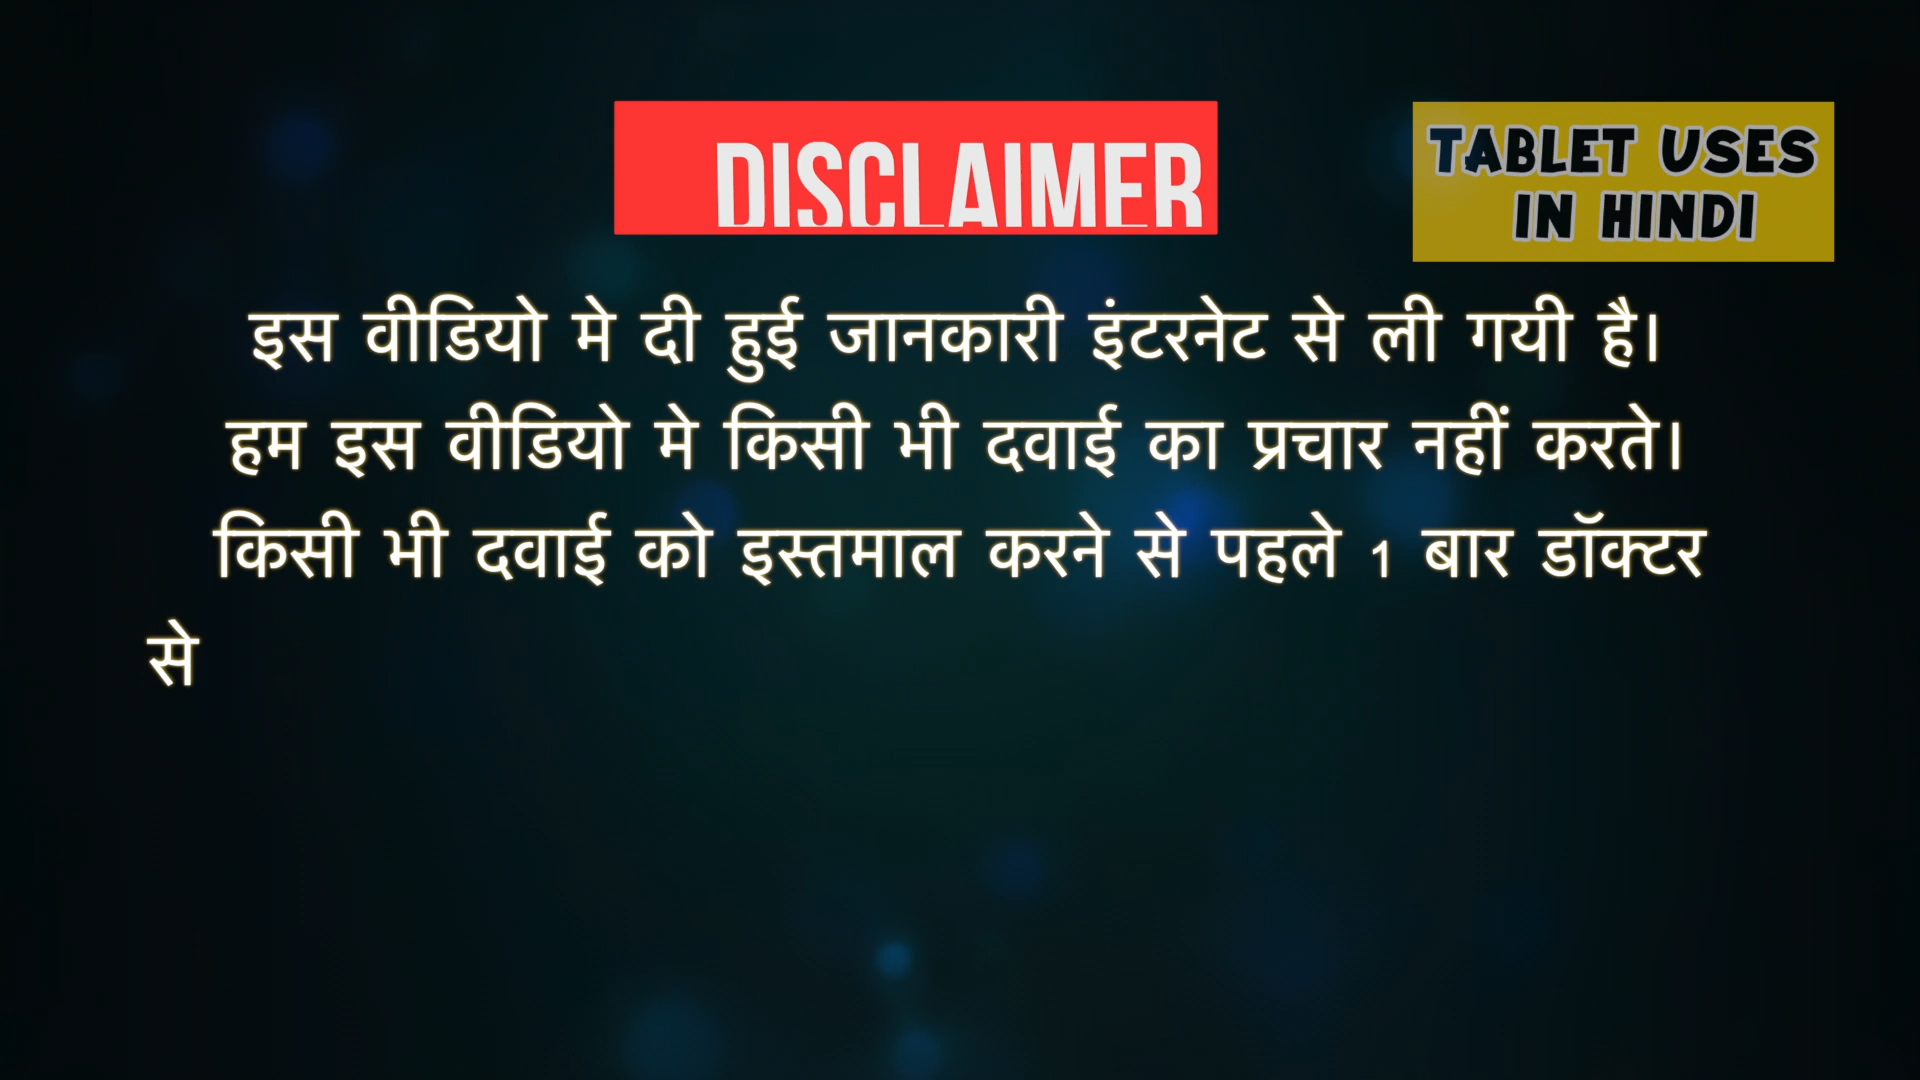 DISCLAIMER
TABLET USES
IN HINDI
इस वीडियो मे दी हुई जानकारी इंटरनेट से ली गयी है।
हम इस वीडियो मे किसी भी दवाई का प्रचार नहीं करते।
किसी भी दवाई को इस्तमाल करने से पहले 1 बार डॉक्टर
से